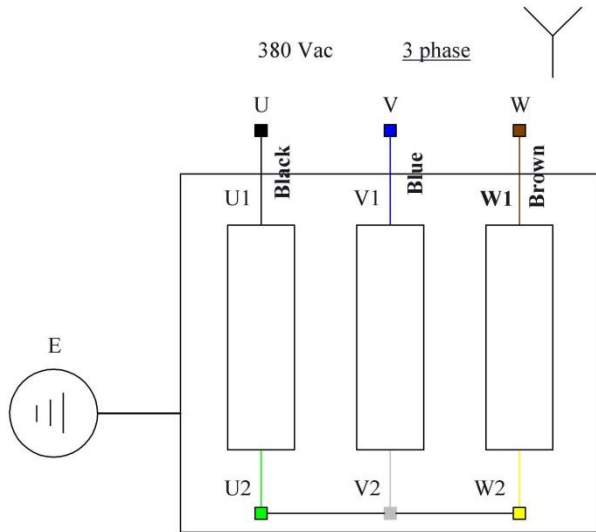 380 Vac 3 phase
U V W
Black Blue Brown
U1 V1 W1
E
U2 V2 W2